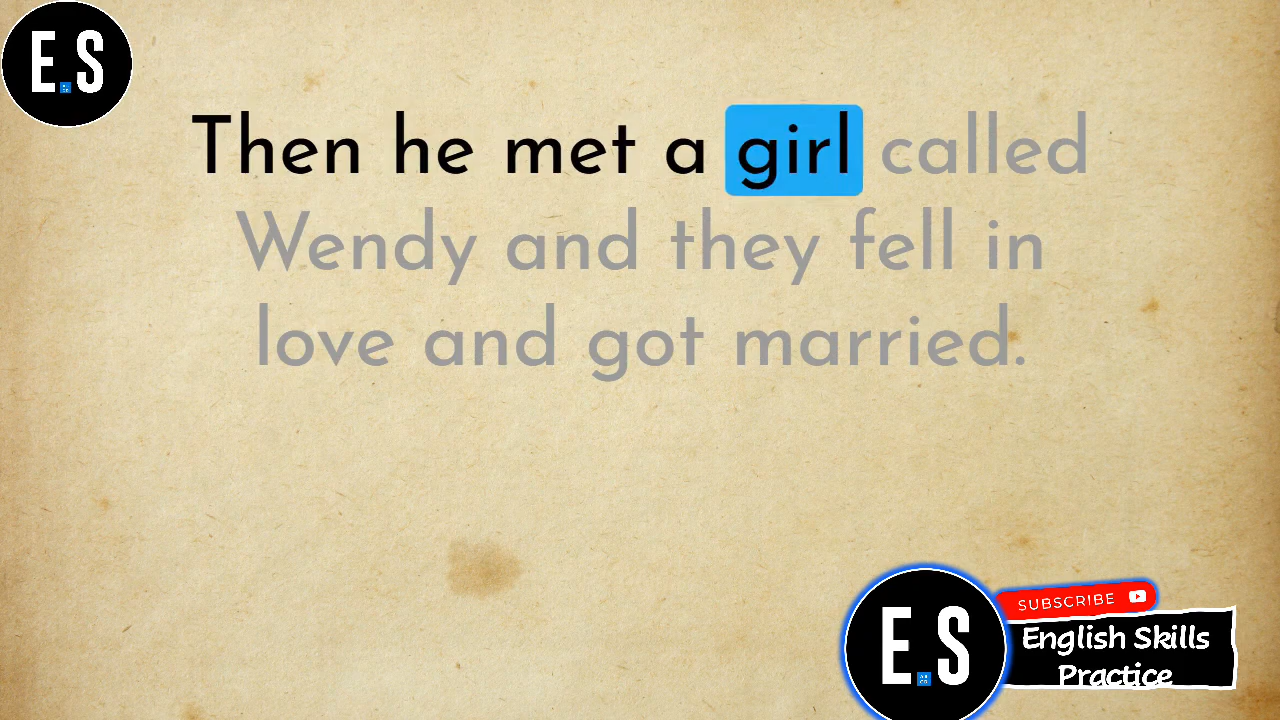 E.S
Then he met a girl called
Wendy and they fell in
love and got married.
E.S
SUBSCRIBE
English Skills
Practice